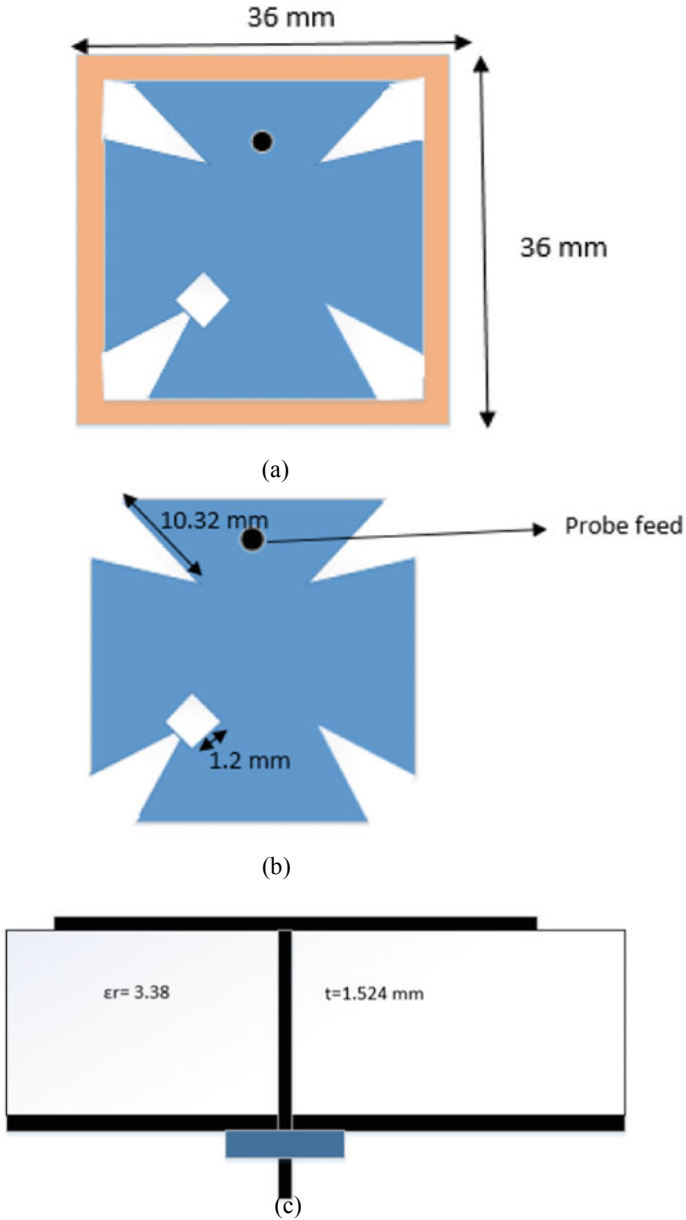 36 mm
36 mm
(a)
10.32 mm
Probe feed
1.2 mm
(b)
εr= 3.38
t=1.524 mm
(c)